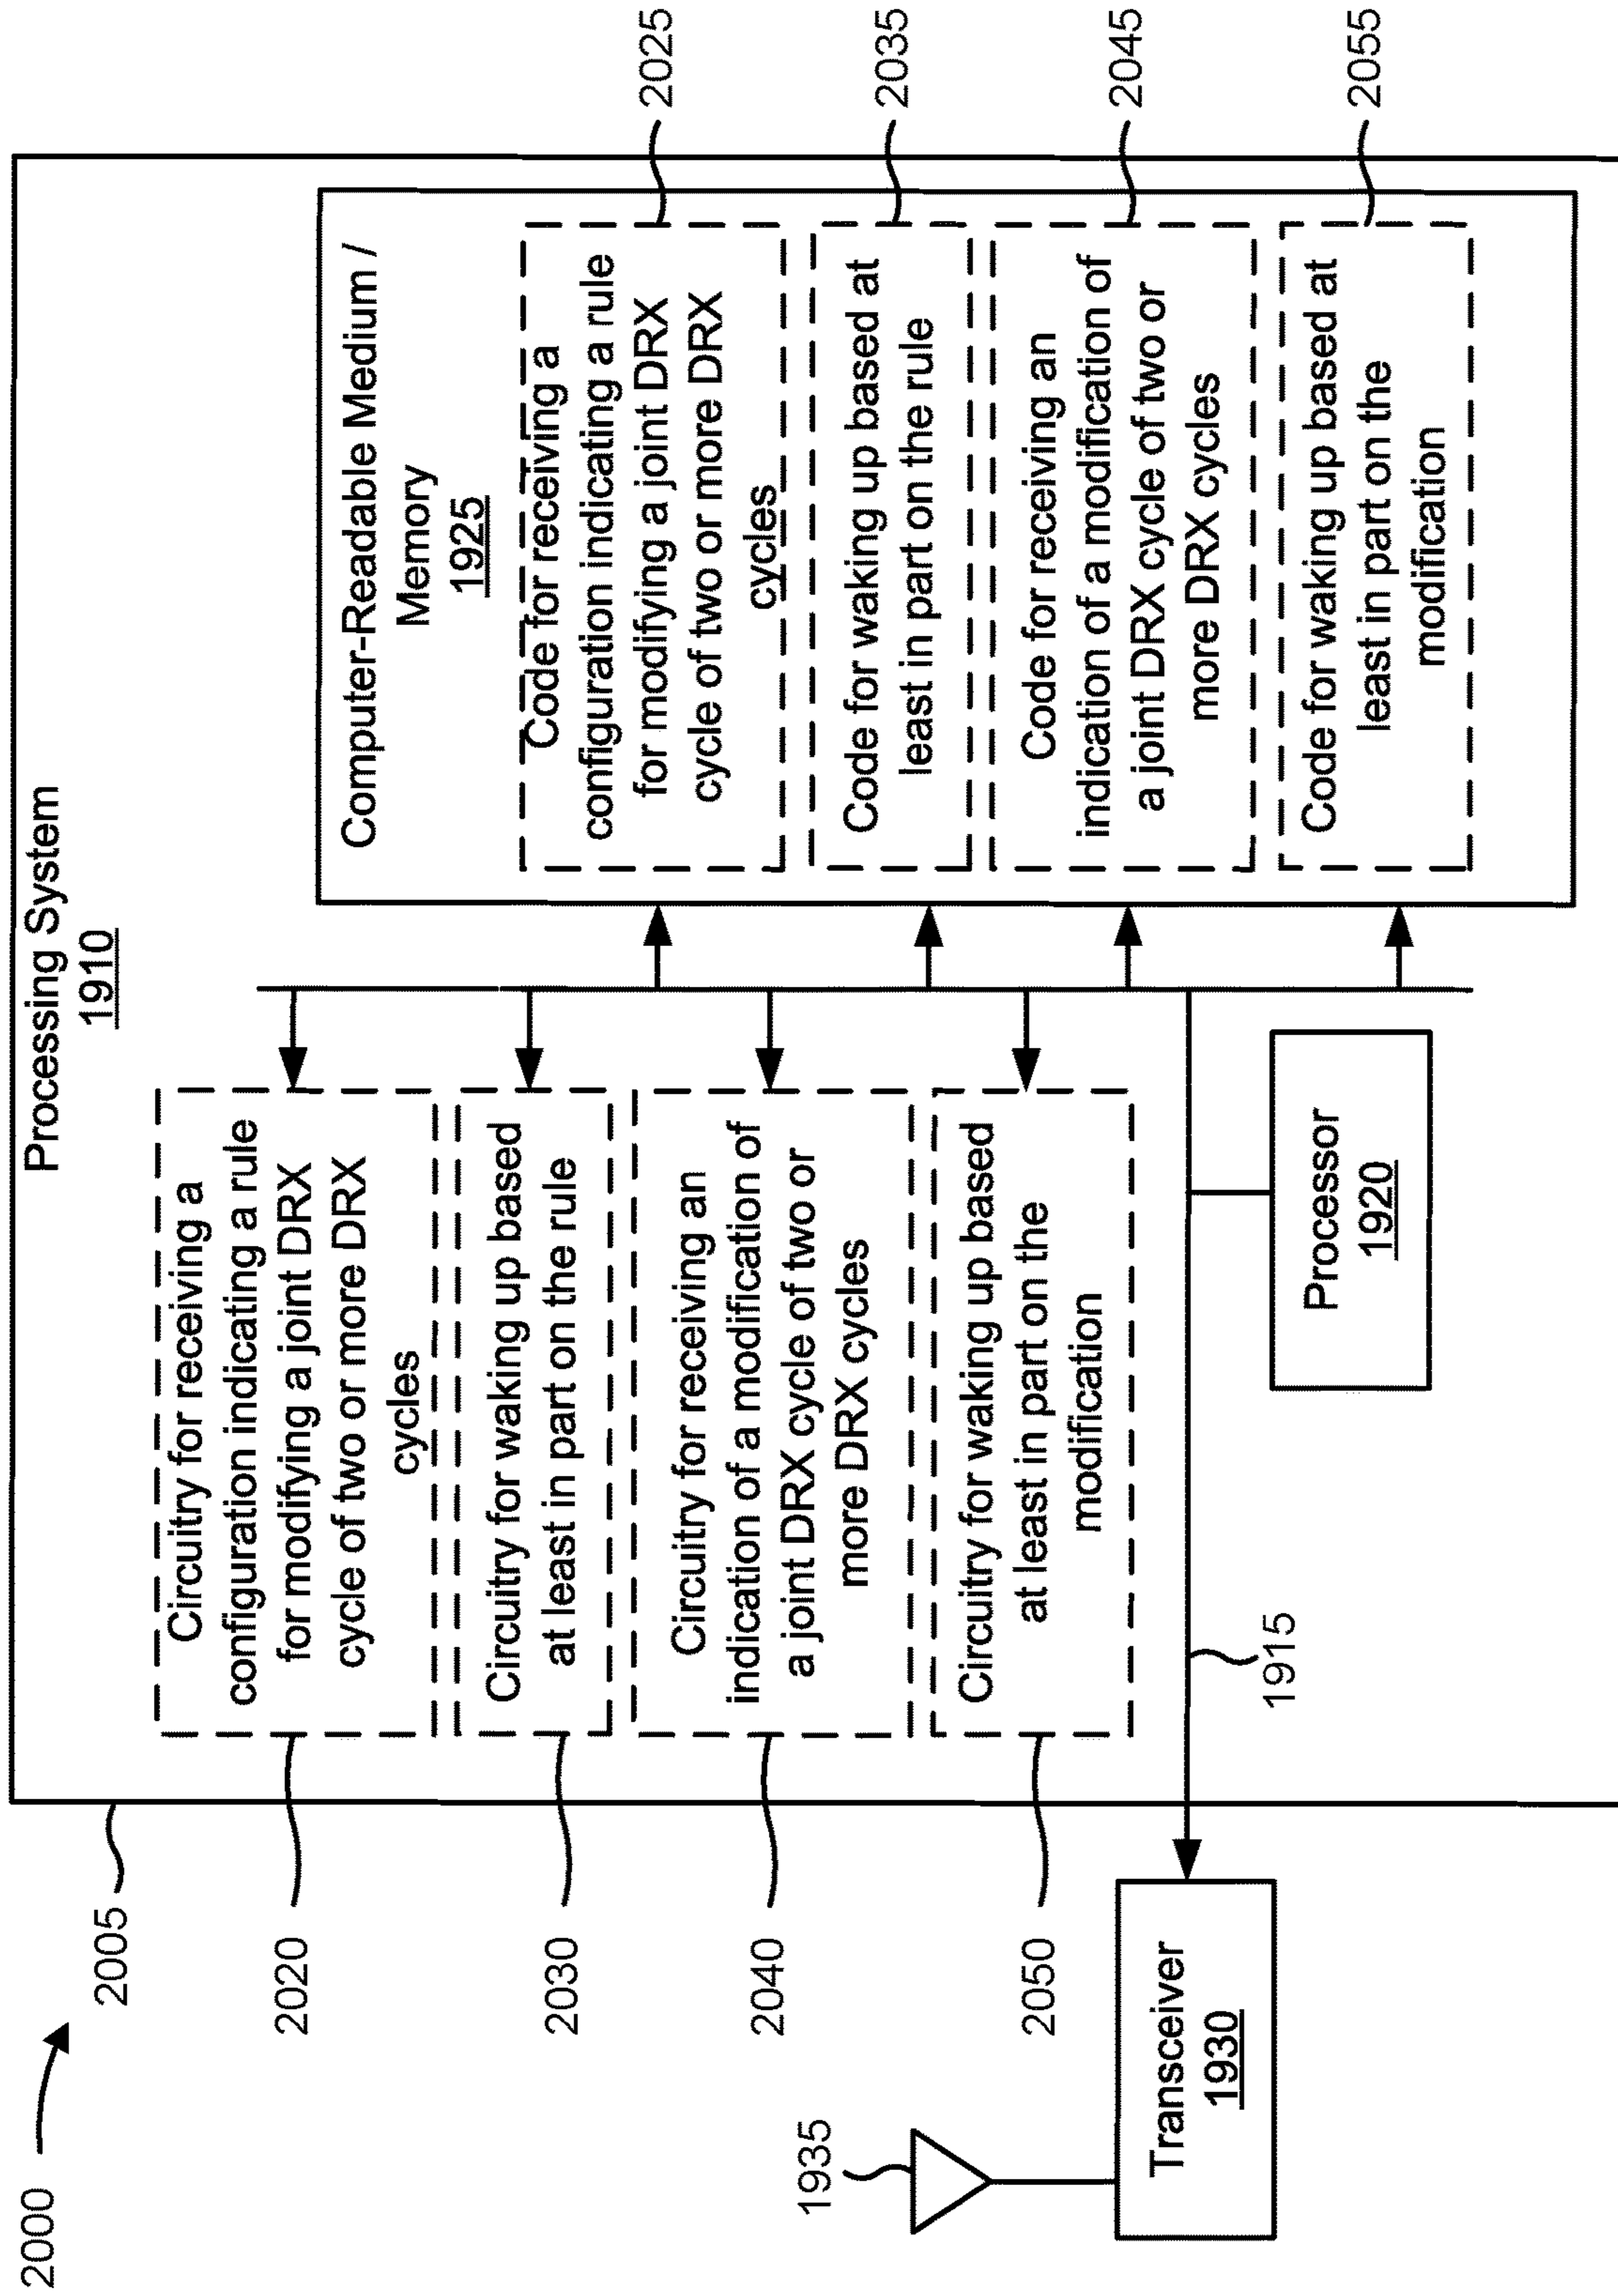 2000
2005
Processing System
1910
2020
Circuitry for receiving a
configuration indicating a rule
for modifying a joint DRX
cycle of two or more DRX
cycles
2030
Circuitry for waking up based
at least in part on the rule
2040
Circuitry for receiving an
indication of a modification of
a joint DRX cycle of two or
more DRX cycles
2050
Circuitry for waking up based
at least in part on the
modification
Computer-Readable Medium /
Memory
1925
Code for receiving a
configuration indicating a rule
for modifying a joint DRX
cycle of two or more DRX
cycles
2025
Code for waking up based at
least in part on the rule
2035
Code for receiving an
indication of a modification of
a joint DRX cycle of two or
more DRX cycles
2045
Code for waking up based at
least in part on the
modification
2055
1935
Transceiver
1930
1915
Processor
1920